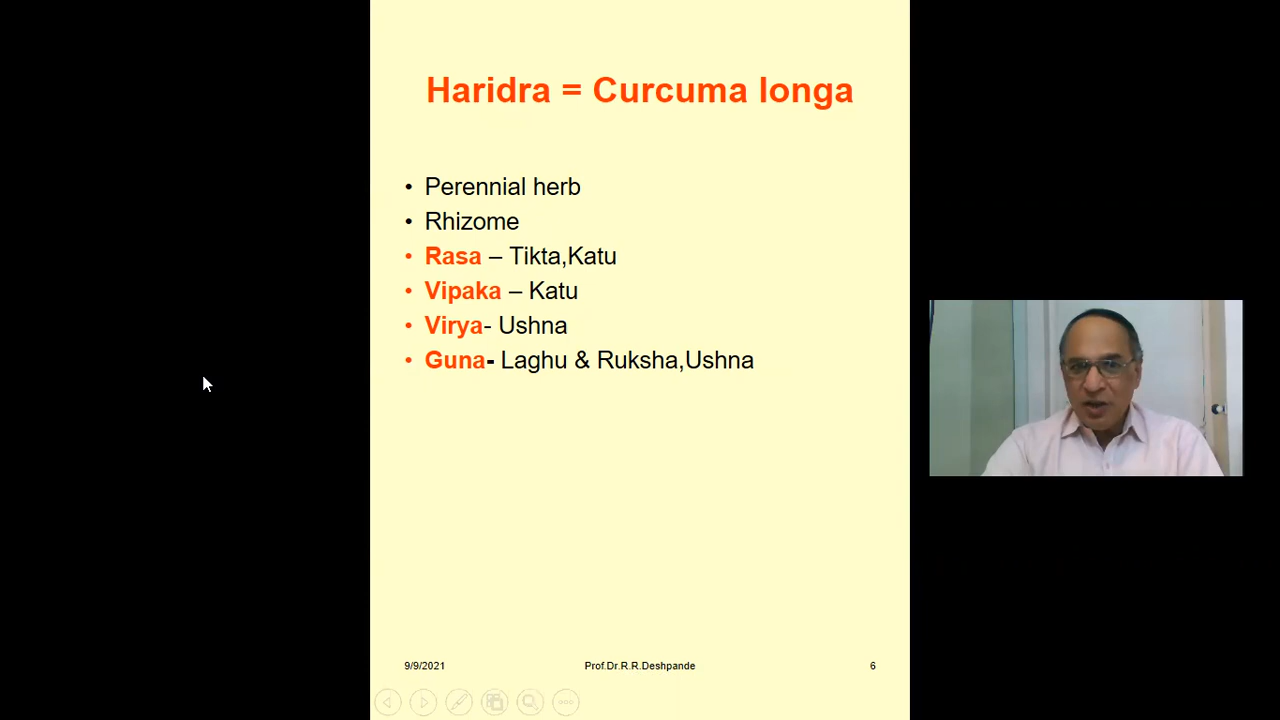 Haridra = Curcuma longa
• Perennial herb
• Rhizome
• Rasa – Tikta,Katu
• Vipaka – Katu
• Virya- Ushna
• Guna- Laghu & Ruksha,Ushna
9/9/2021 Prof.Dr.R.R.Deshpande 6